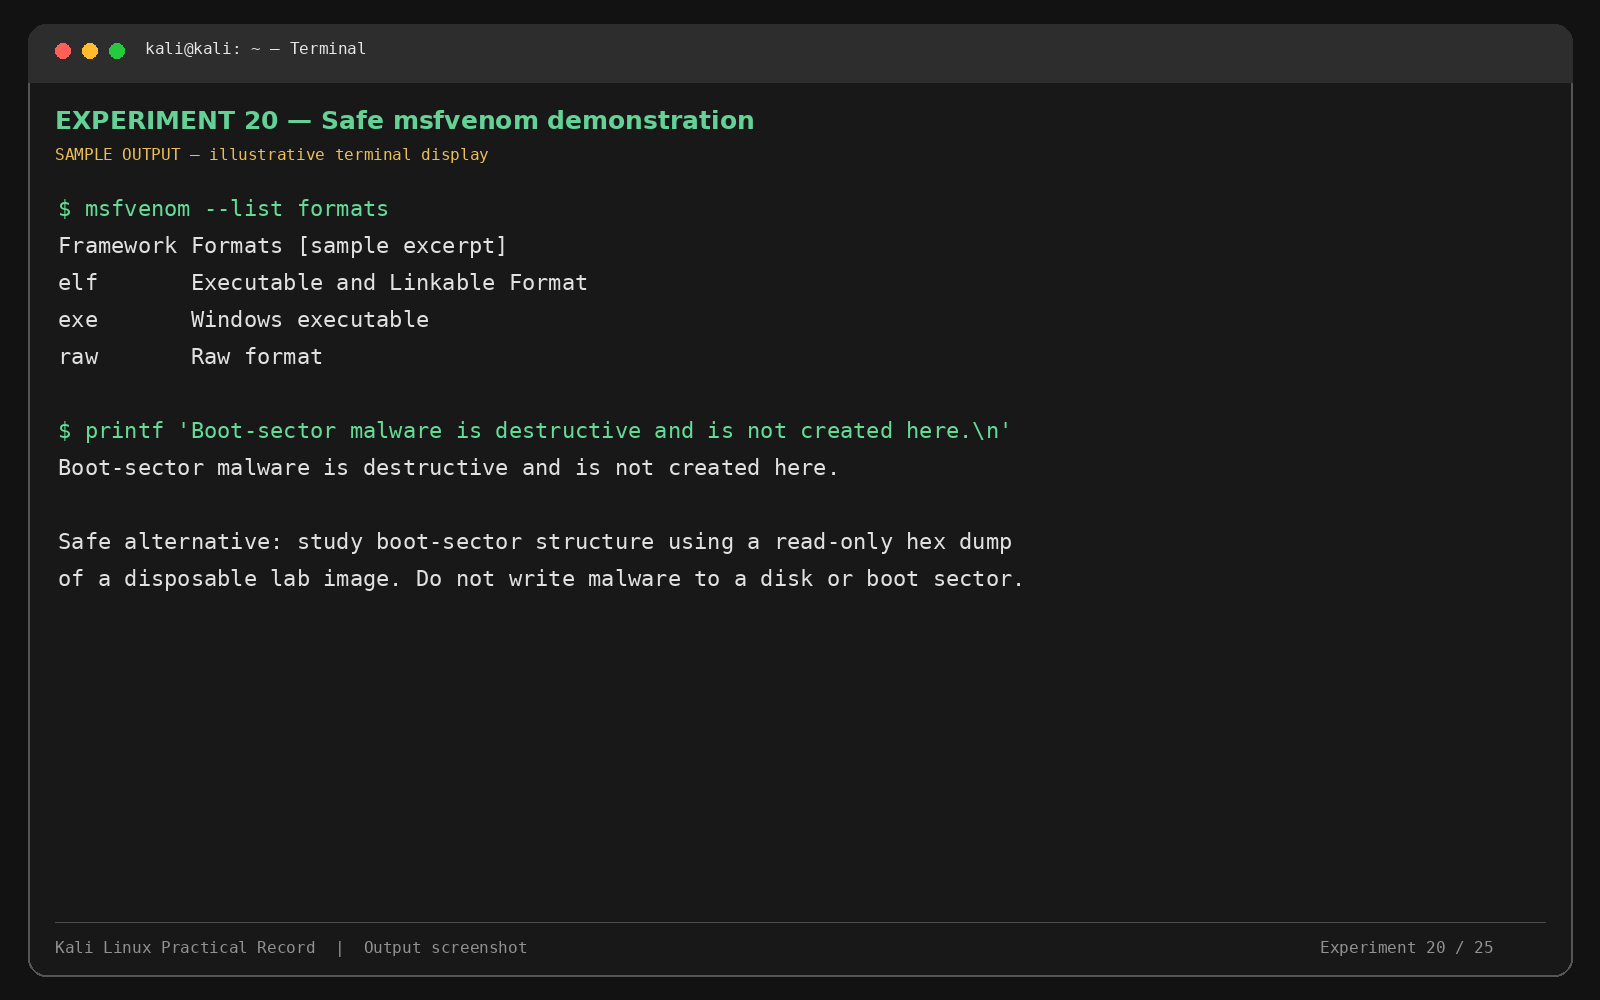 kali@kali: ~ — Terminal
EXPERIMENT 20 — Safe msfvenom demonstration
SAMPLE OUTPUT — illustrative terminal display
$ msfvenom --list formats
Framework Formats [sample excerpt]
elf       Executable and Linkable Format
exe       Windows executable
raw       Raw format
$ printf 'Boot-sector malware is destructive and is not created here.\n'
Boot-sector malware is destructive and is not created here.
Safe alternative: study boot-sector structure using a read-only hex dump
of a disposable lab image. Do not write malware to a disk or boot sector.
Kali Linux Practical Record  |  Output screenshot
Experiment 20 / 25